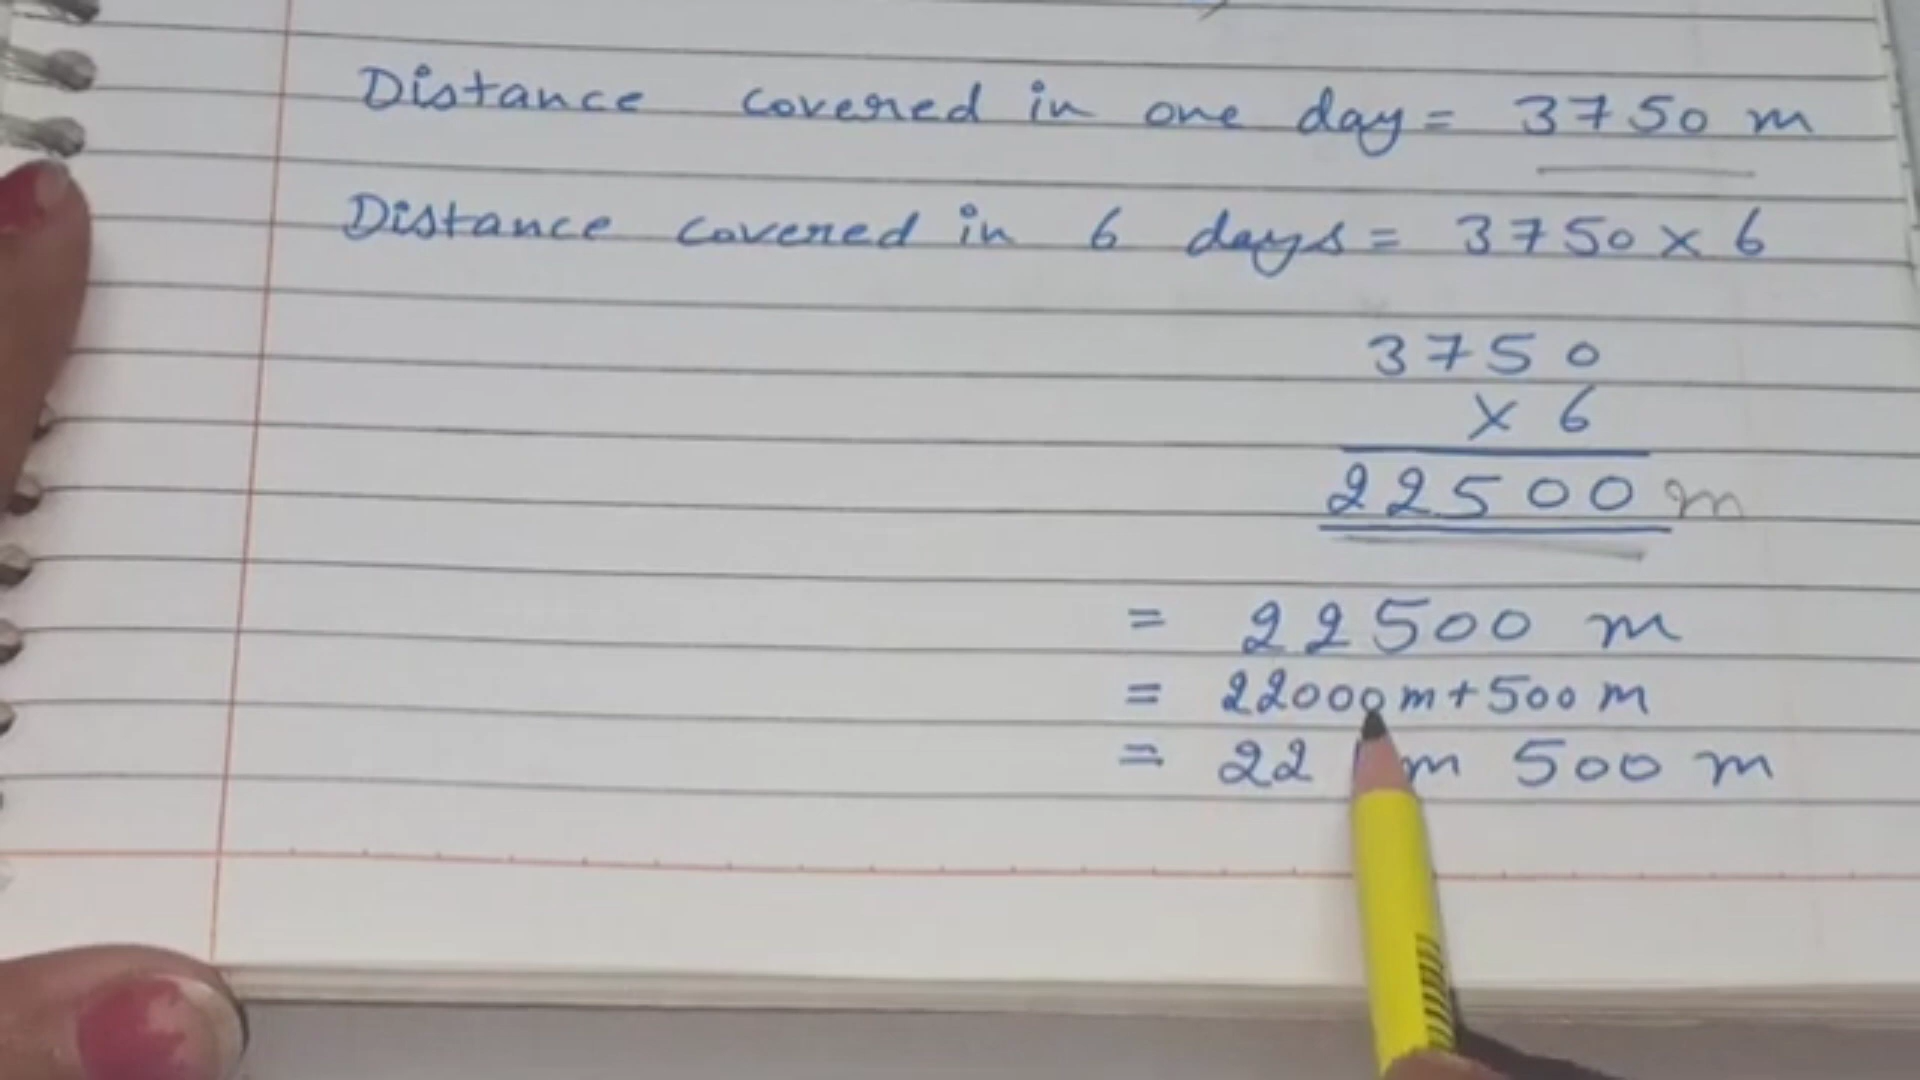 Distance covered in one day = 3750 m
Distance covered in 6 days = 3750 x 6
3750
x 6
22500 m
= 22500 m
= 22000m+500 m
= 22 m 500 m